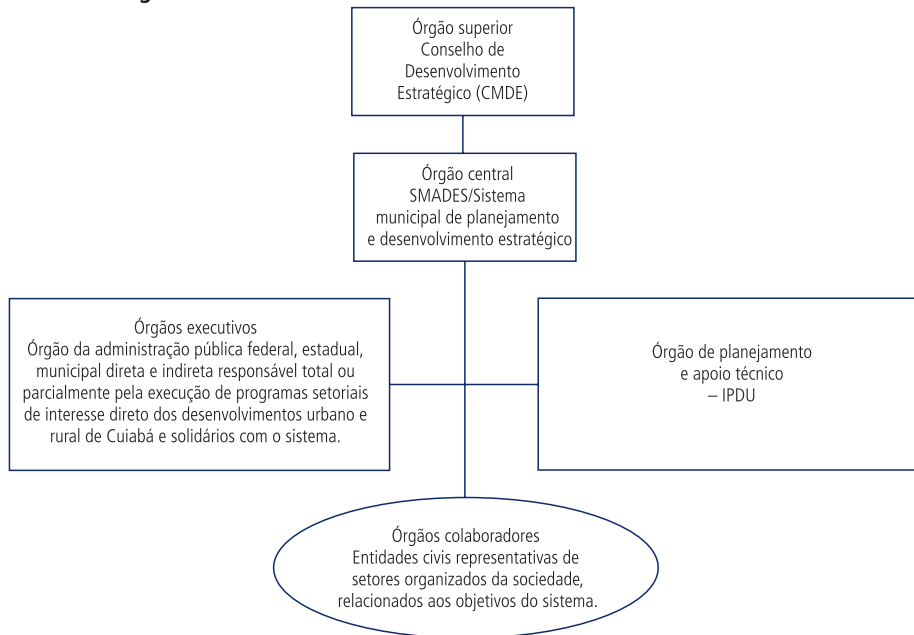 Órgão superior
Conselho de
Desenvolvimento
Estratégico (CMDE)
Órgão central
SMADES/Sistema
municipal de planejamento
e desenvolvimento estratégico
Órgãos executivos
Órgão da administração pública federal, estadual,
municipal direta e indireta responsável total ou
parcialmente pela execução de programas setoriais
de interesse direto dos desenvolvimentos urbano e
rural de Cuiabá e solidários com o sistema.
Órgão de planejamento
e apoio técnico
– IPDU
Órgãos colaboradores
Entidades civis representativas de
setores organizados da sociedade,
relacionados aos objetivos do sistema.